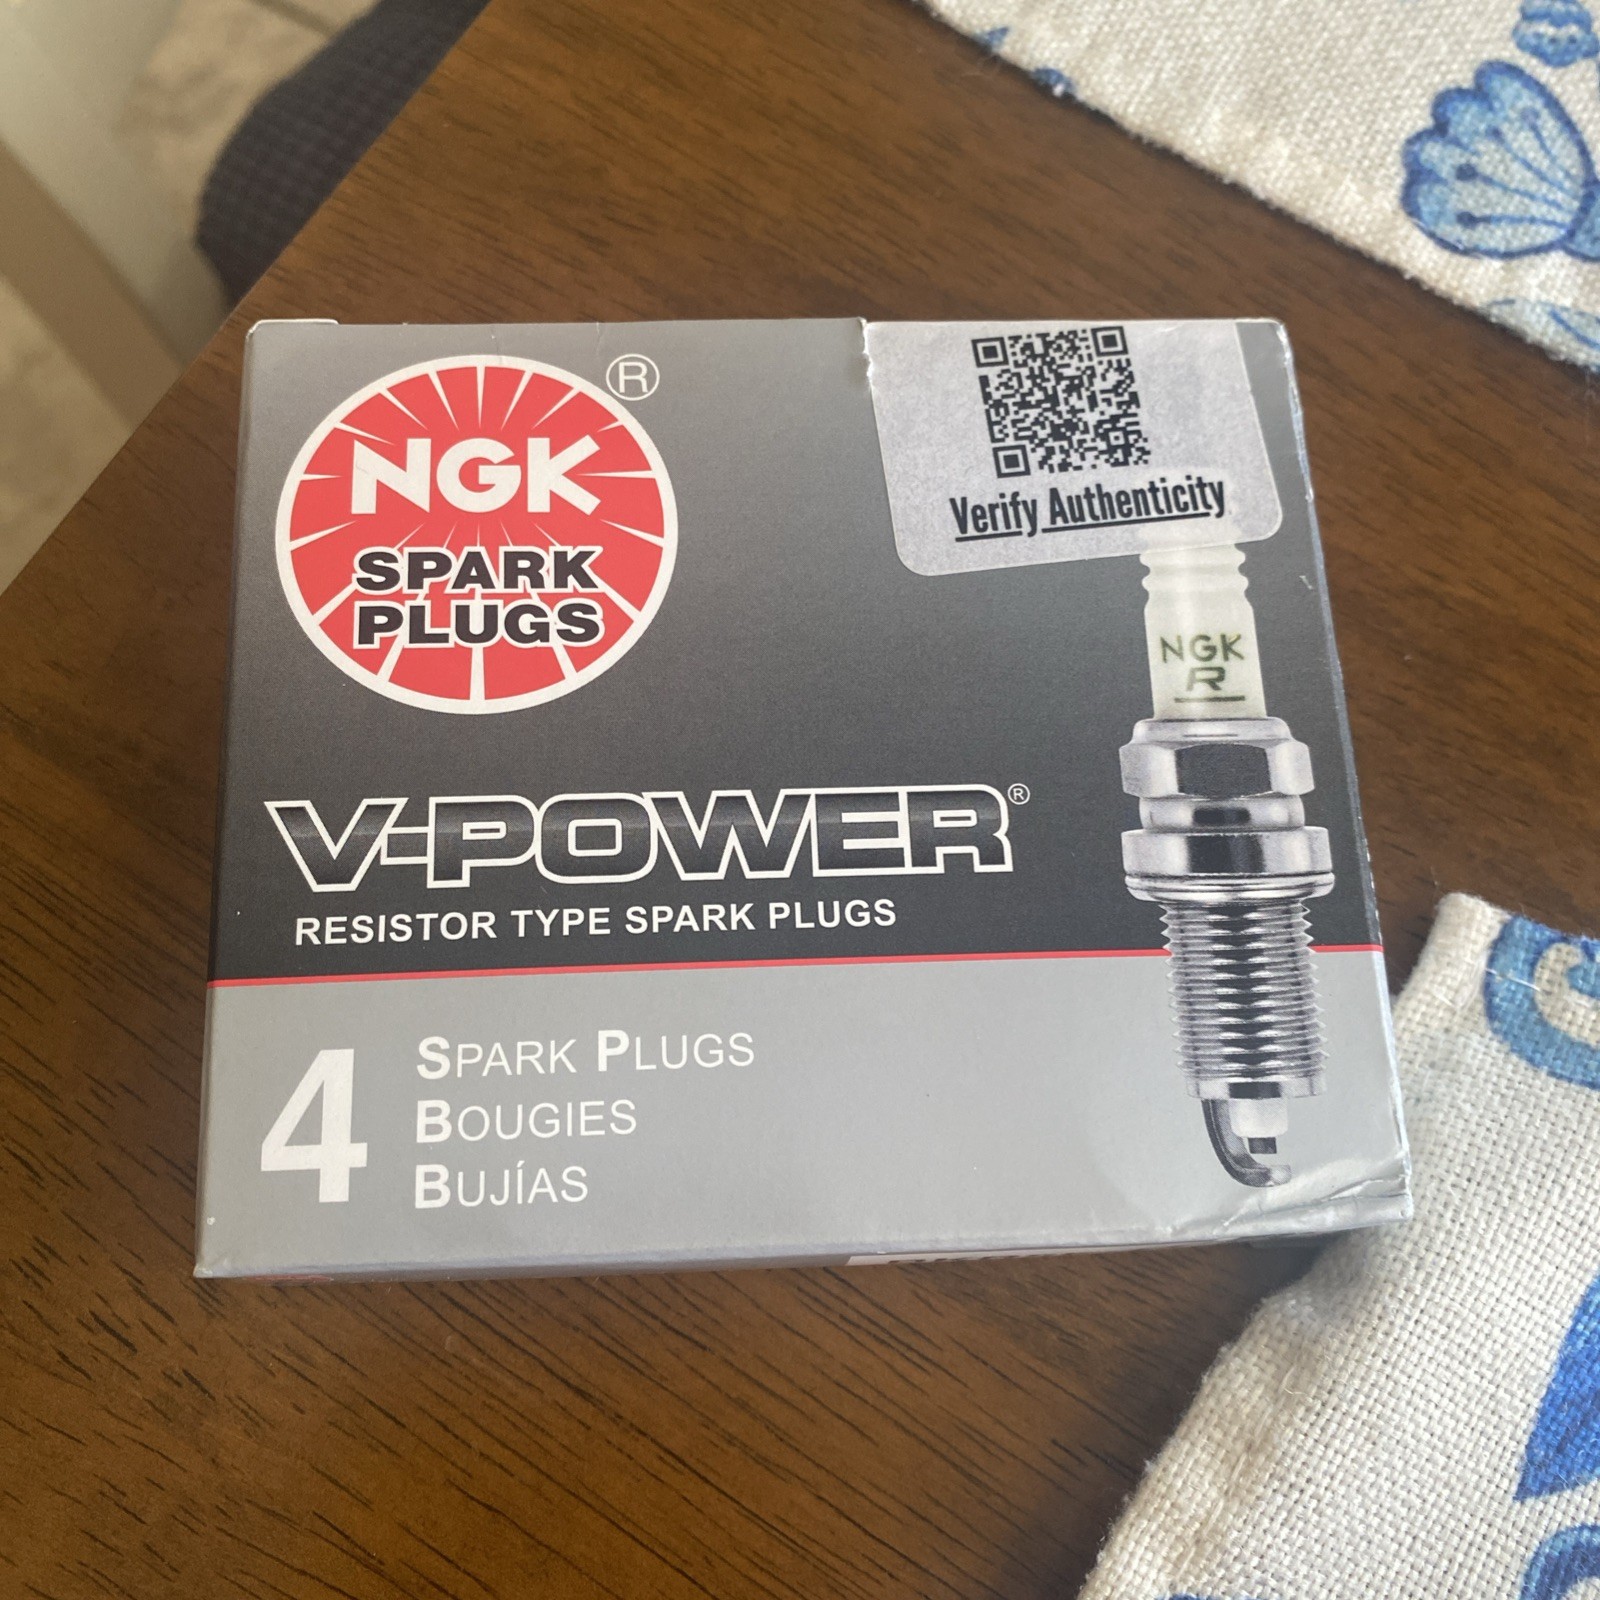 NGK
SPARK
PLUGS
®
Verify Authenticity
NGK
R
V-POWER®
RESISTOR TYPE SPARK PLUGS
4
SPARK PLUGS
BOUGIES
BUJÍAS